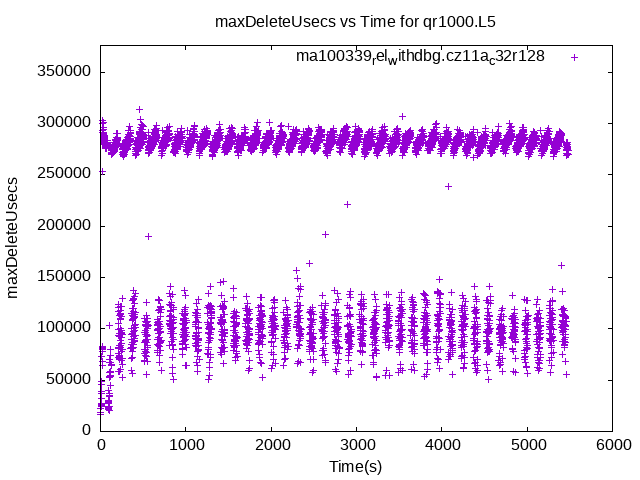 maxDeleteUsecs vs Time for qr1000.L5
ma100339relwithdbg.cz11ac32r128
350000
300000
250000
200000
150000
100000
50000
0
maxDeleteUsecs
0 1000 2000 3000 4000 5000 6000
Time(s)